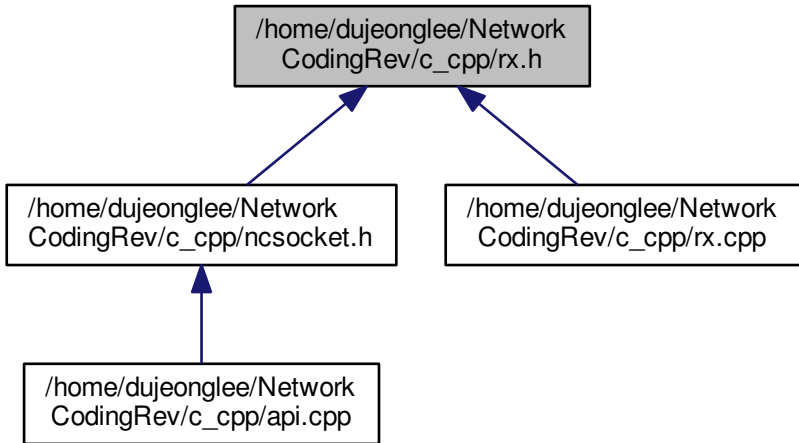 /home/dujeonglee/Network
CodingRev/c_cpp/rx.h
/home/dujeonglee/Network
CodingRev/c_cpp/ncsocket.h
/home/dujeonglee/Network
CodingRev/c_cpp/rx.cpp
/home/dujeonglee/Network
CodingRev/c_cpp/api.cpp